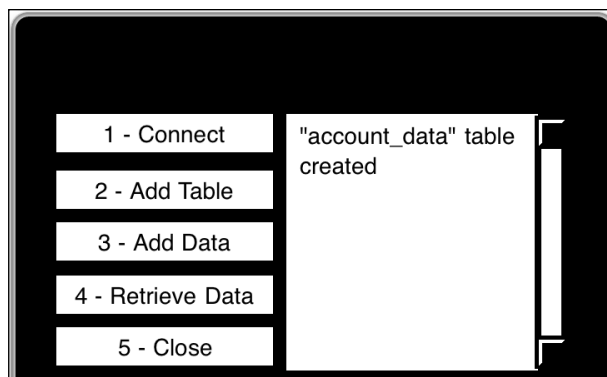 1 - Connect
2 - Add Table
3 - Add Data
4 - Retrieve Data
5 - Close
"account_data" table
created